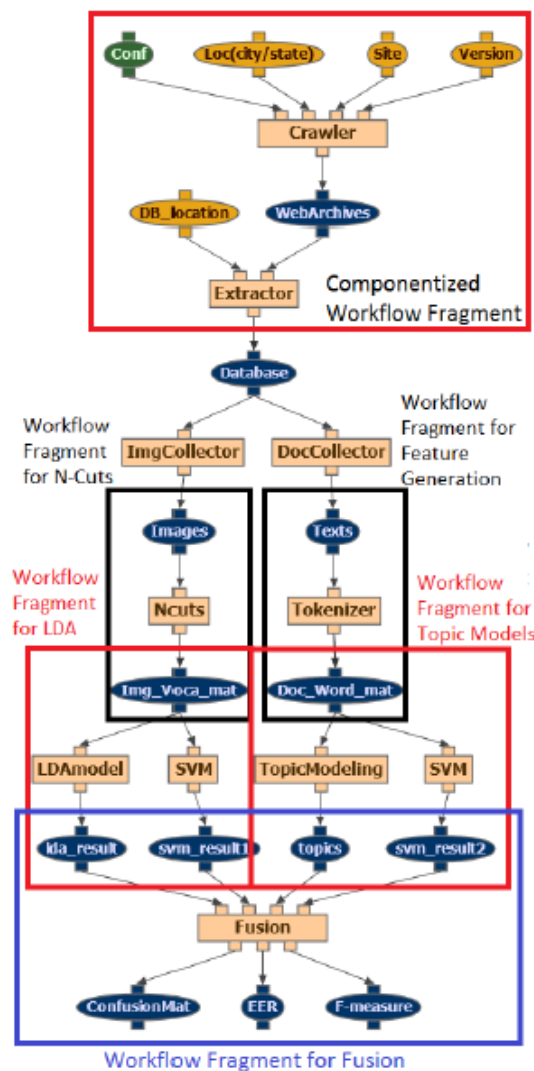 Conf
Loc(city/state)
Site
Version
Crawler
DB_location
WebArchives
Extractor
Componentized
Workflow Fragment
Database
Workflow
Fragment
for N-Cuts
ImgCollector
DocCollector
Workflow
Fragment for
Feature
Generation
Images
Texts
Workflow
Fragment
for LDA
Ncuts
Tokenizer
Workflow
Fragment for
Topic Models
Img_Voca_mat
Doc_Word_mat
LDAmodel
SVM
TopicModeling
SVM
lda_result
svm_result1
topics
svm_result2
Fusion
ConfusionMat
EER
F-measure
Workflow Fragment for Fusion